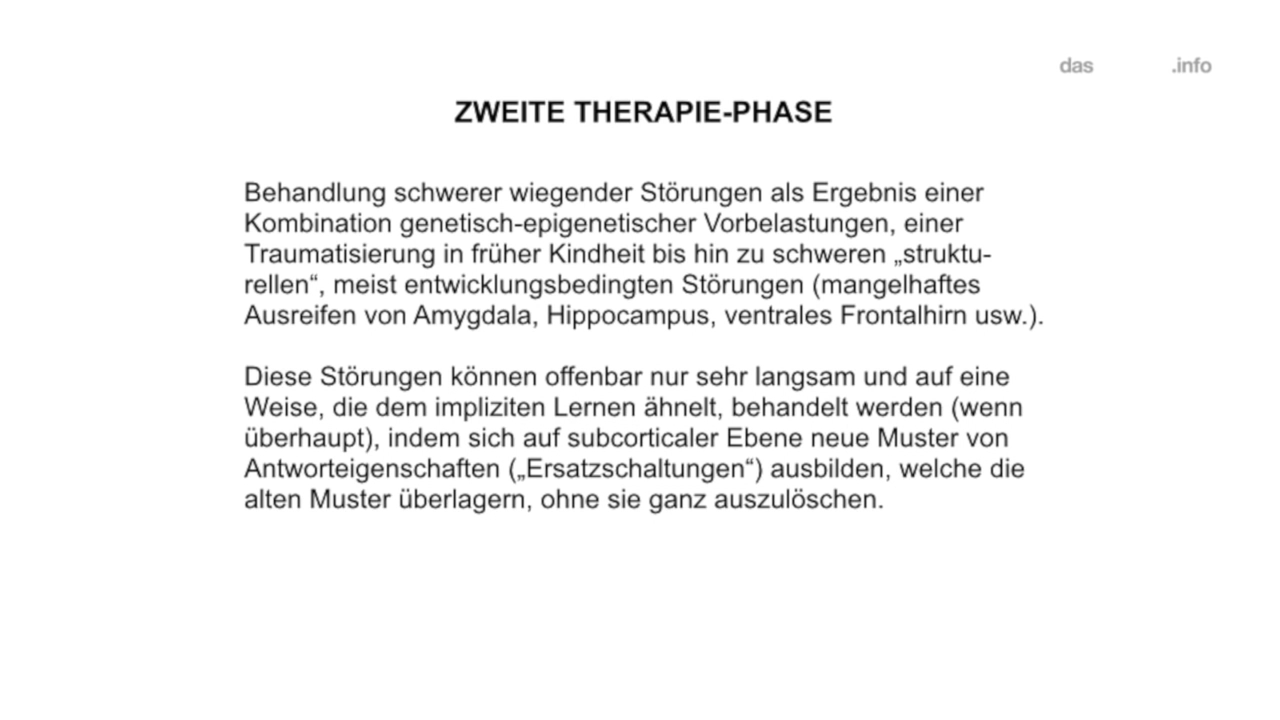 das .info
ZWEITE THERAPIE-PHASE
Behandlung schwerer wiegender Störungen als Ergebnis einer
Kombination genetisch-epigenetischer Vorbelastungen, einer
Traumatisierung in früher Kindheit bis hin zu schweren „struktu-
rellen“, meist entwicklungsbedingten Störungen (mangelhaftes
Ausreifen von Amygdala, Hippocampus, ventrales Frontalhirn usw.).
Diese Störungen können offenbar nur sehr langsam und auf eine
Weise, die dem impliziten Lernen ähnelt, behandelt werden (wenn
überhaupt), indem sich auf subcorticaler Ebene neue Muster von
Antworteigenschaften („Ersatzschaltungen“) ausbilden, welche die
alten Muster überlagern, ohne sie ganz auszulöschen.